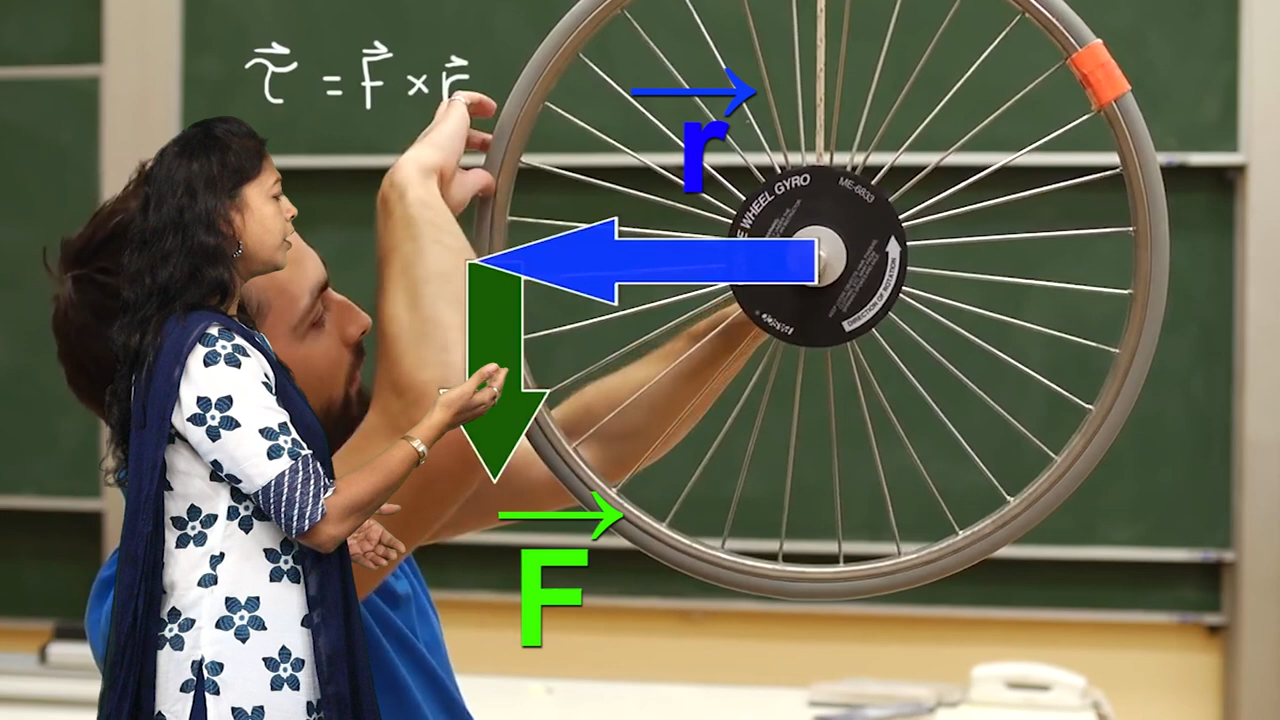 τ⃗ = F⃗ × r⃗
r⃗
E WHEEL GYRO
ME-6833
DIRECTION OF ROTATION
F⃗